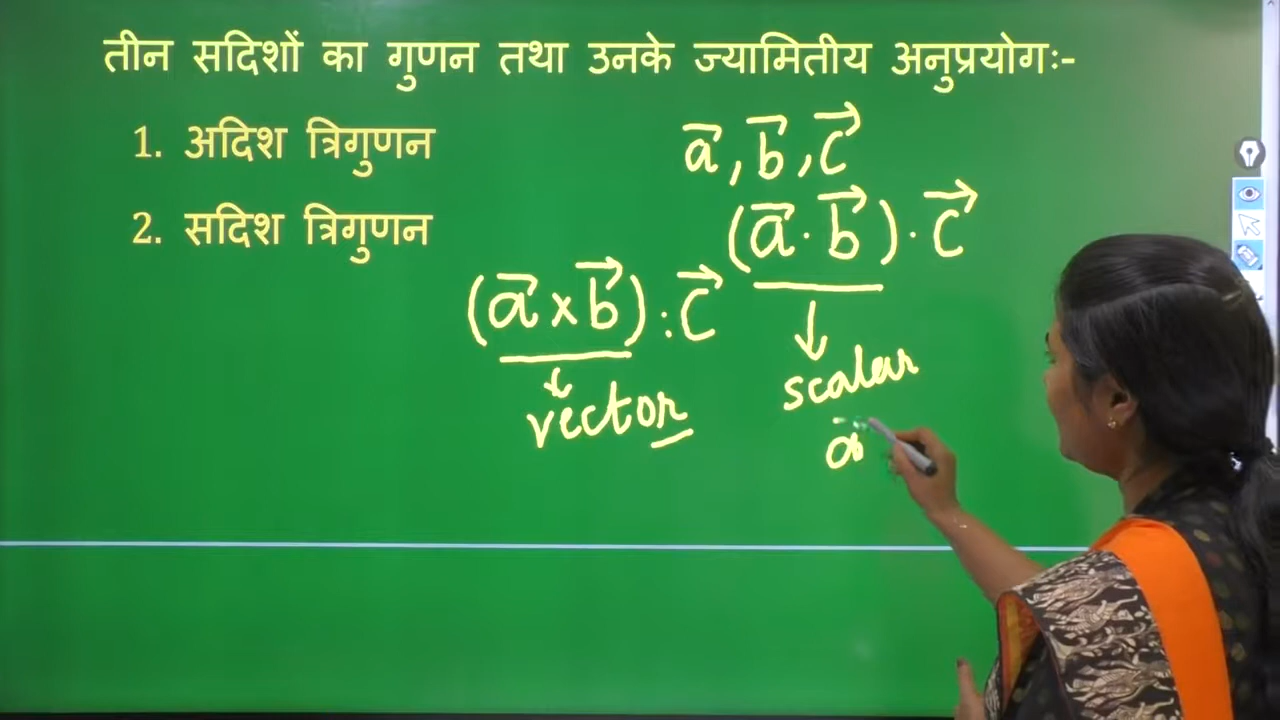 तीन सदिशों का गुणन तथा उनके ज्यामितीय अनुप्रयोगः-
1. अदिश त्रिगुणन
2. सदिश त्रिगुणन
a⃗, b⃗, c⃗
(a⃗ · b⃗) · c⃗
(a⃗ × b⃗) : c⃗
scalar
vector